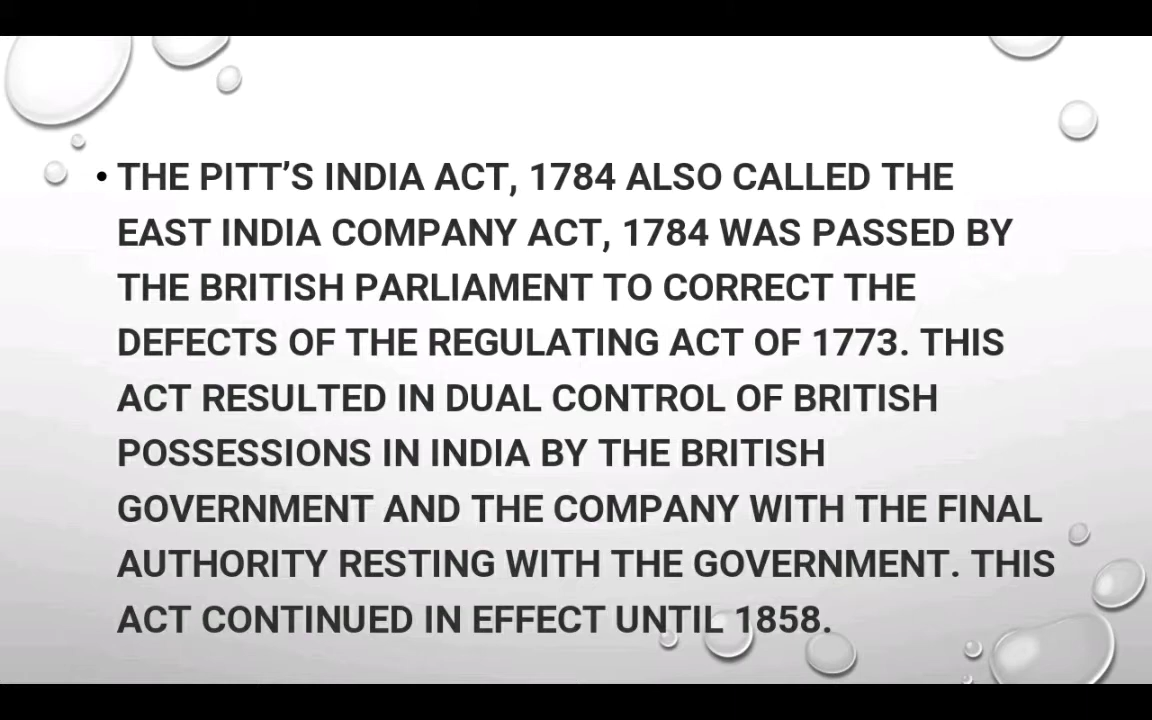 • THE PITT’S INDIA ACT, 1784 ALSO CALLED THE
EAST INDIA COMPANY ACT, 1784 WAS PASSED BY
THE BRITISH PARLIAMENT TO CORRECT THE
DEFECTS OF THE REGULATING ACT OF 1773. THIS
ACT RESULTED IN DUAL CONTROL OF BRITISH
POSSESSIONS IN INDIA BY THE BRITISH
GOVERNMENT AND THE COMPANY WITH THE FINAL
AUTHORITY RESTING WITH THE GOVERNMENT. THIS
ACT CONTINUED IN EFFECT UNTIL 1858.